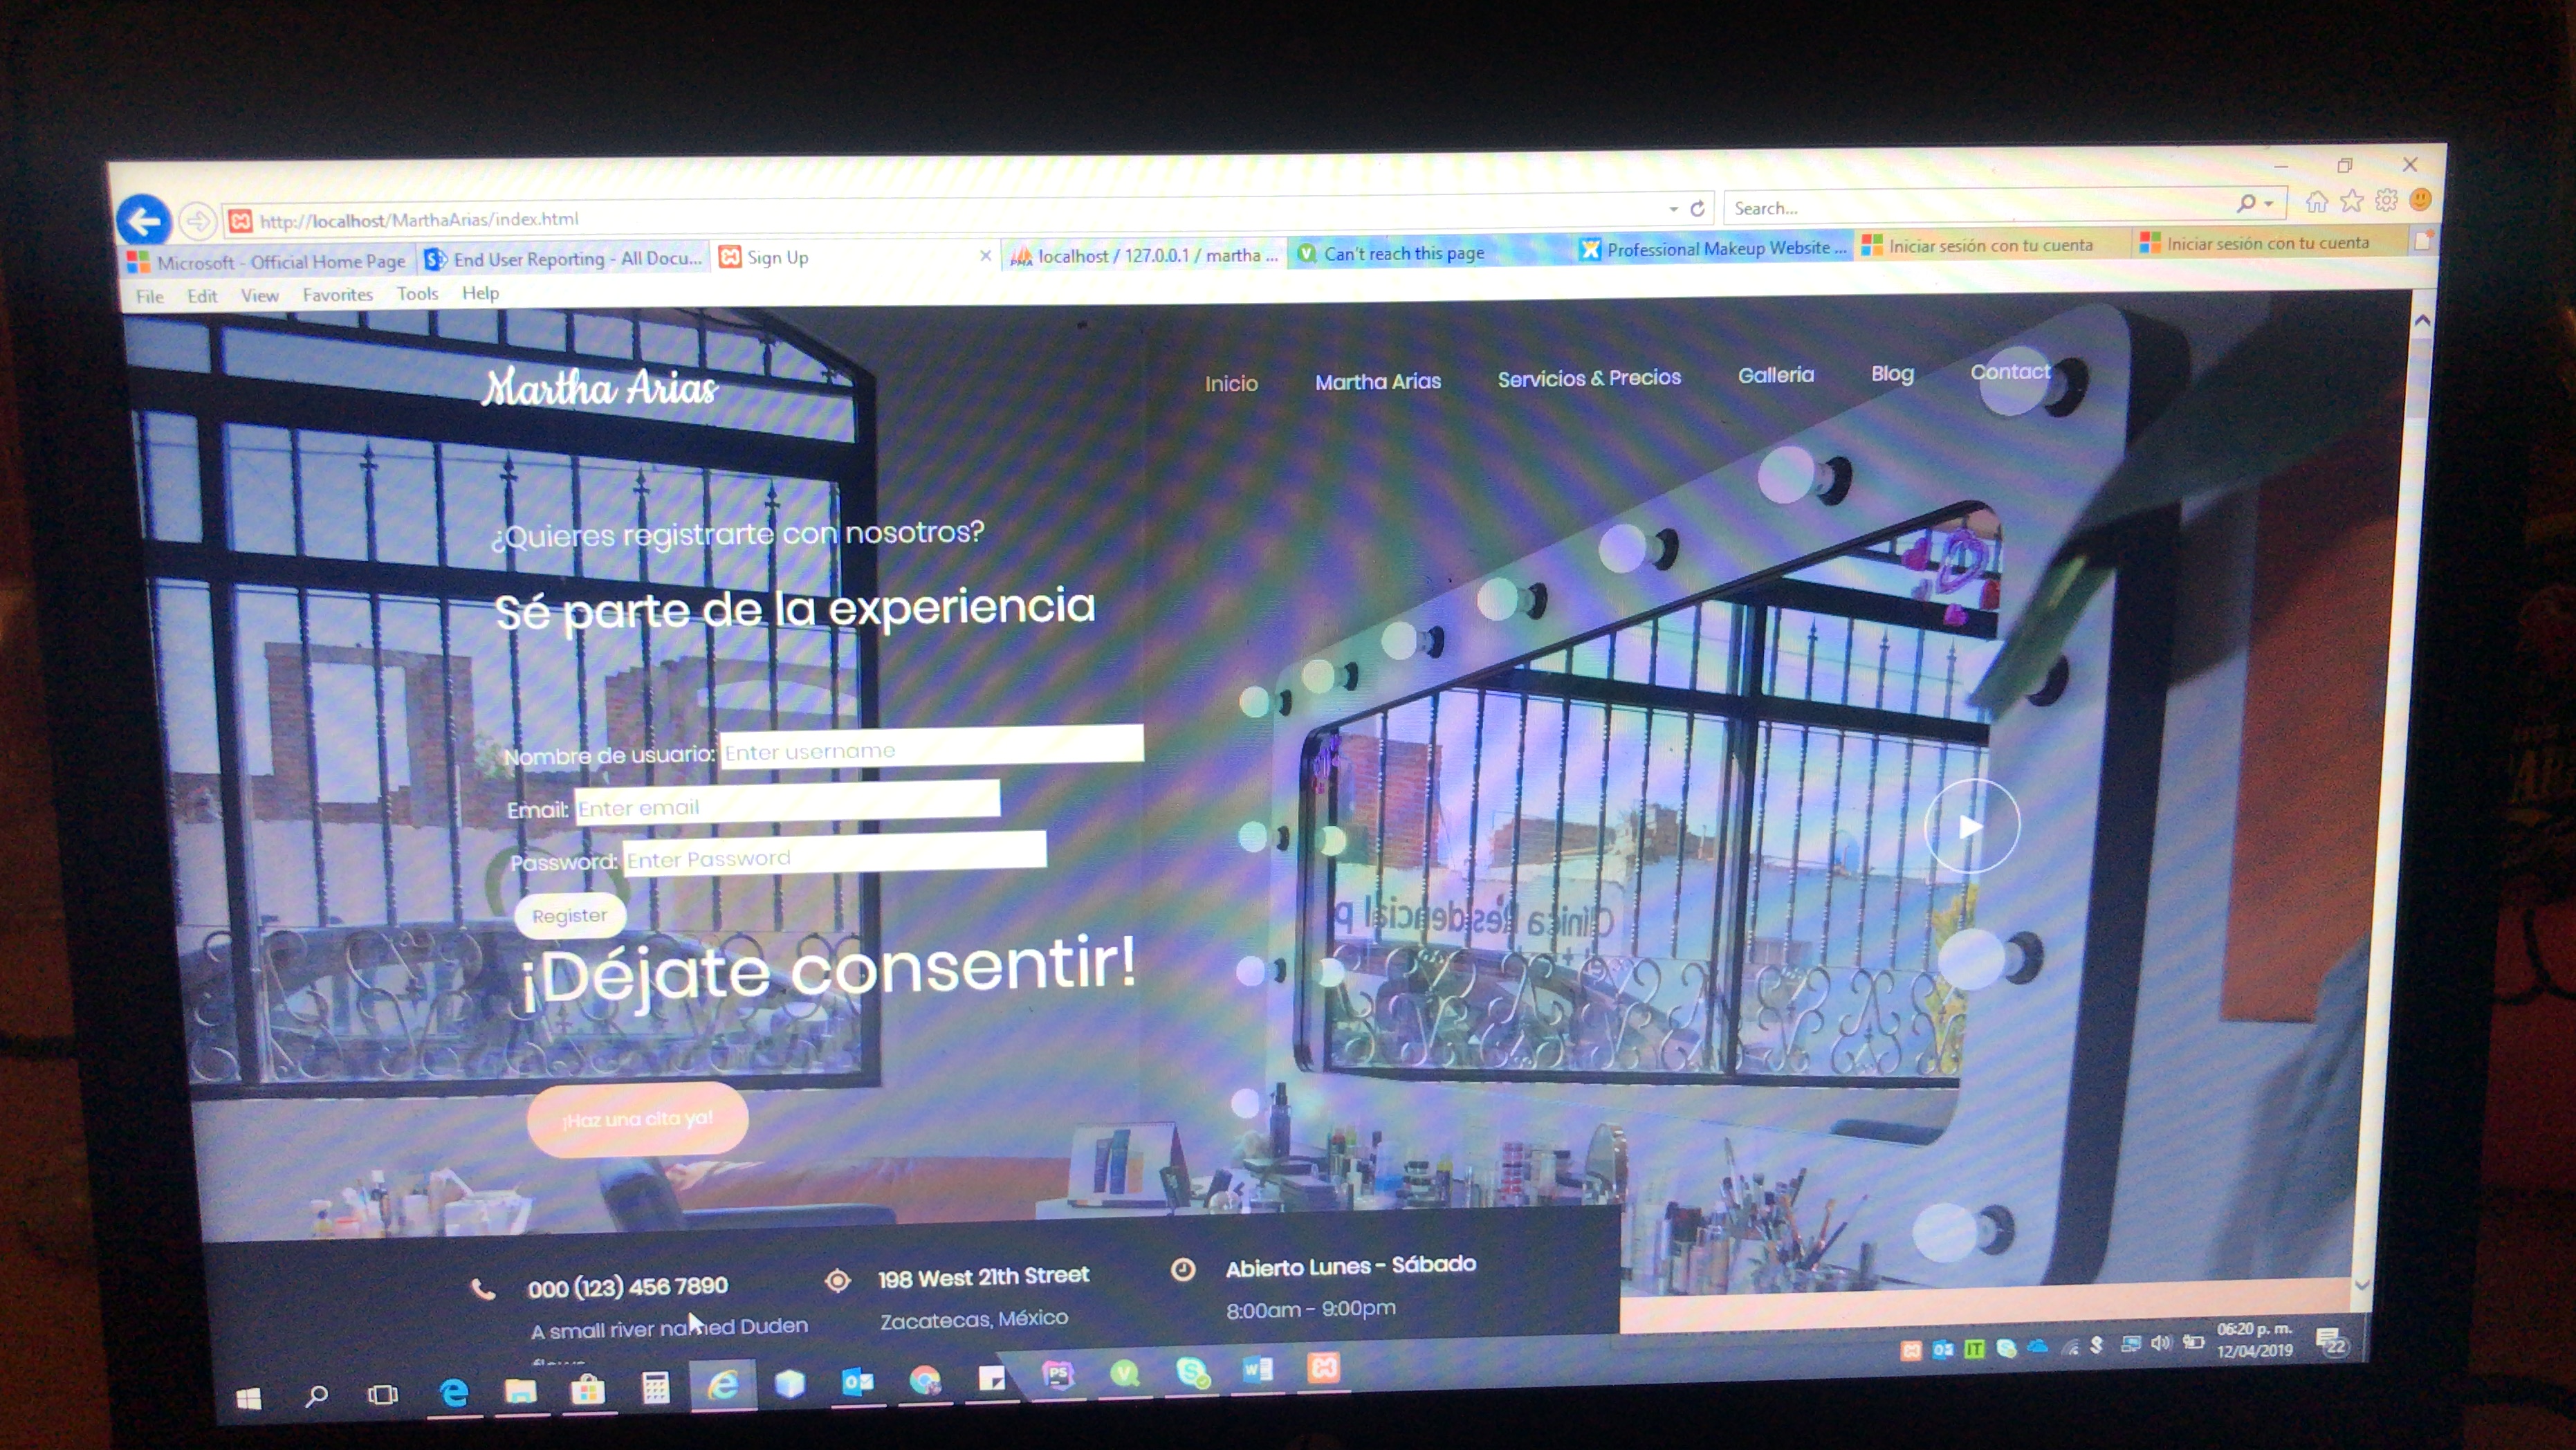 http://localhost/MarthaArias/index.html
Search...
Microsoft - Official Home Page
End User Reporting - All Docu...
Sign Up
localhost / 127.0.0.1 / martha ...
Can't reach this page
Professional Makeup Website ...
Iniciar sesión con tu cuenta
Iniciar sesión con tu cuenta
File Edit View Favorites Tools Help
Martha Arias
Inicio Martha Arias Servicios & Precios Galleria Blog Contact
¿Quieres registrarte con nosotros?
Sé parte de la experiencia
Nombre de usuario: Enter username
Email: Enter email
Password: Enter Password
Register
Clínica Residencial p
¡Déjate consentir!
¡Haz una cita ya!
000 (123) 456 7890
A small river named Duden
198 West 21th Street
Zacatecas, México
Abierto Lunes - Sábado
8:00am - 9:00pm
06:20 p. m.
12/04/2019
22